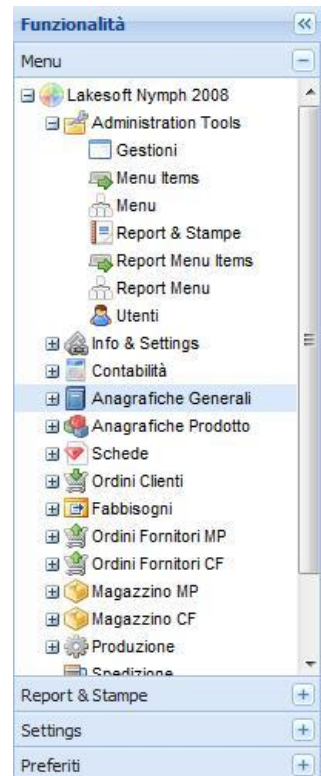 Funzionalità
Menu
Lakesoft Nymph 2008
Administration Tools
Gestioni
Menu Items
Menu
Report & Stampe
Report Menu Items
Report Menu
Utenti
Info & Settings
Contabilità
Anagrafiche Generali
Anagrafiche Prodotto
Schede
Ordini Clienti
Fabbisogni
Ordini Fornitori MP
Ordini Fornitori CF
Magazzino MP
Magazzino CF
Produzione
Spedizione
Report & Stampe
Settings
Preferiti